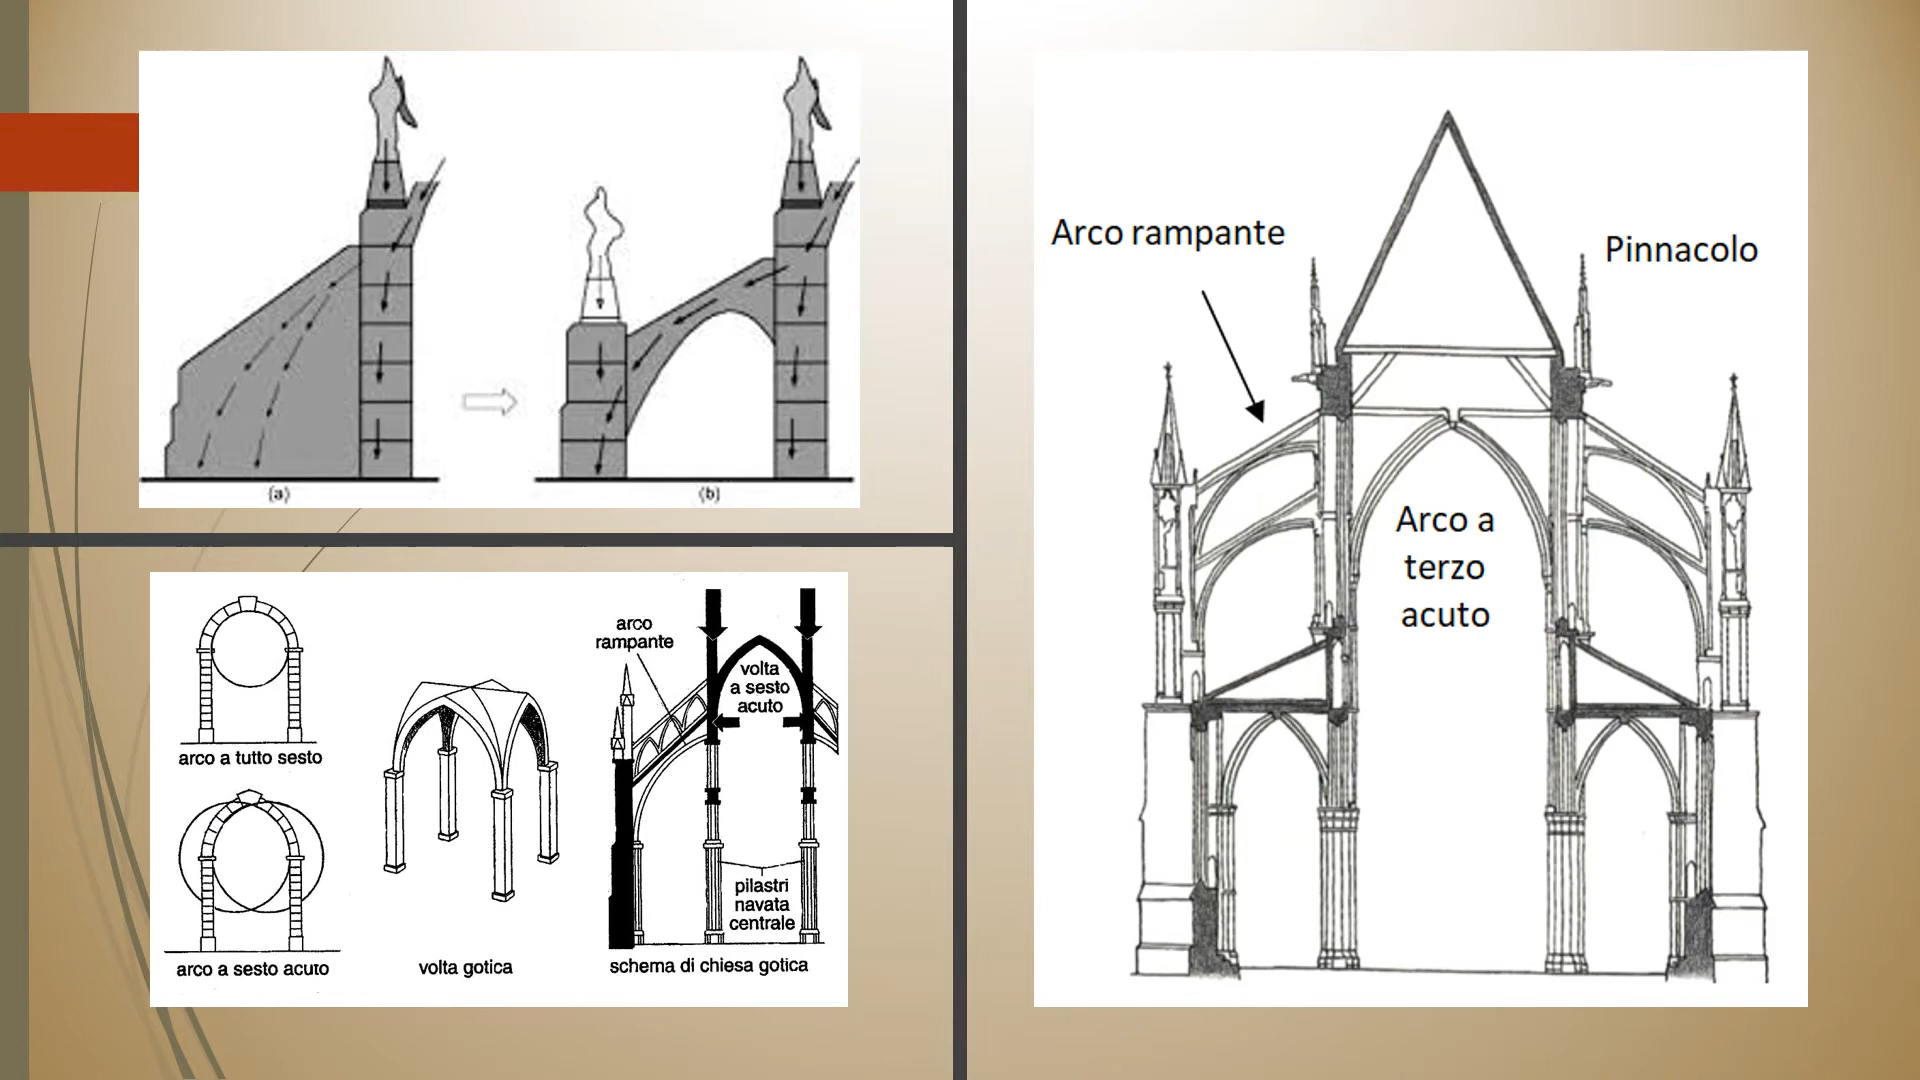 (a)
(b)
arco a tutto sesto
arco a sesto acuto
volta gotica
arco
rampante
volta
a sesto
acuto
pilastri
navata
centrale
schema di chiesa gotica
Arco rampante
Pinnacolo
Arco a
terzo
acuto